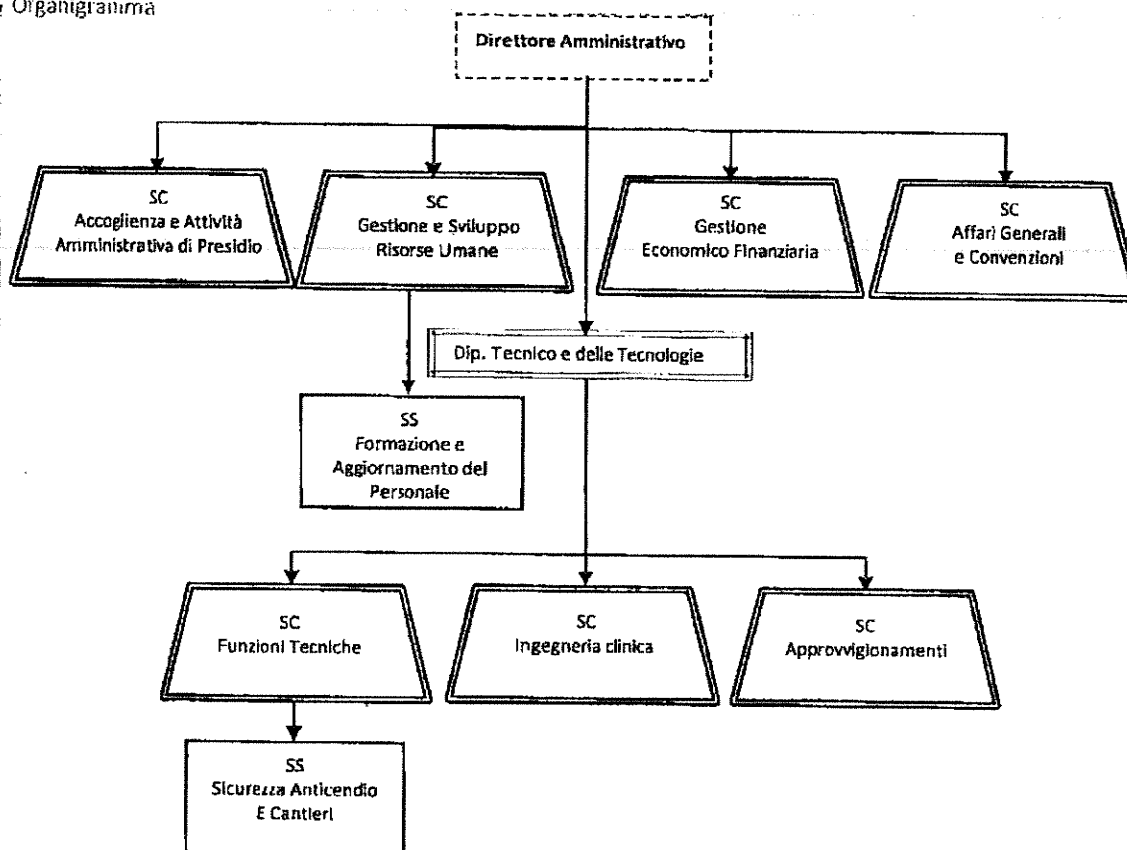 Organigramma
Direttore Amministrativo
SC
Accoglienza e Attività
Amministrativa di Presidio
SC
Gestione e Sviluppo
Risorse Umane
SC
Gestione
Economico Finanziaria
SC
Affari Generali
e Convenzioni
Dip. Tecnico e delle Tecnologie
SS
Formazione e
Aggiornamento del
Personale
SC
Funzioni Tecniche
SC
Ingegneria clinica
SC
Approvvigionamenti
SS
Sicurezza Anticendio
E Cantieri